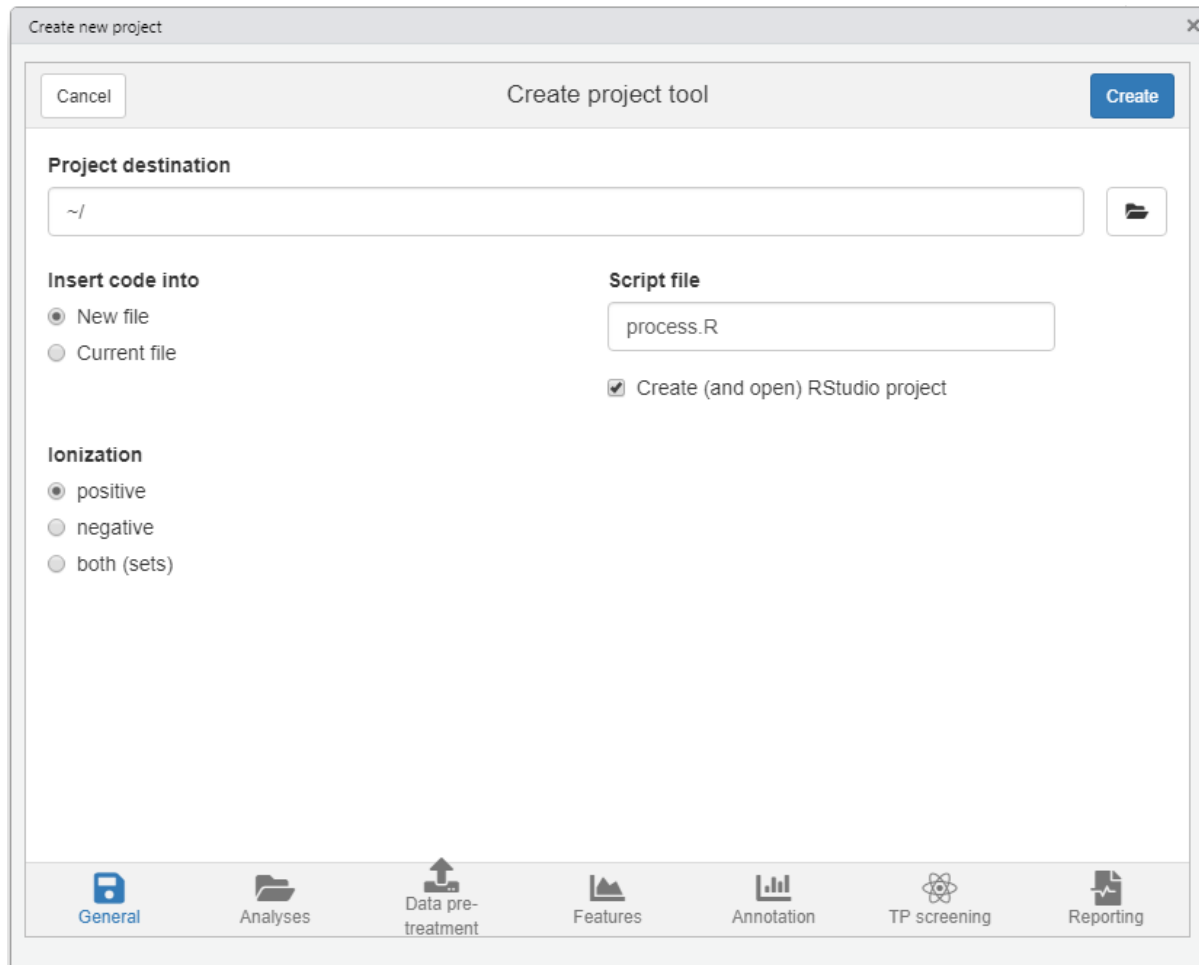 Create new project
Cancel
Create project tool
Create
Project destination
~/
Insert code into
New file
Current file
Script file
process.R
Create (and open) RStudio project
Ionization
positive
negative
both (sets)
General
Analyses
Data pre-
treatment
Features
Annotation
TP screening
Reporting